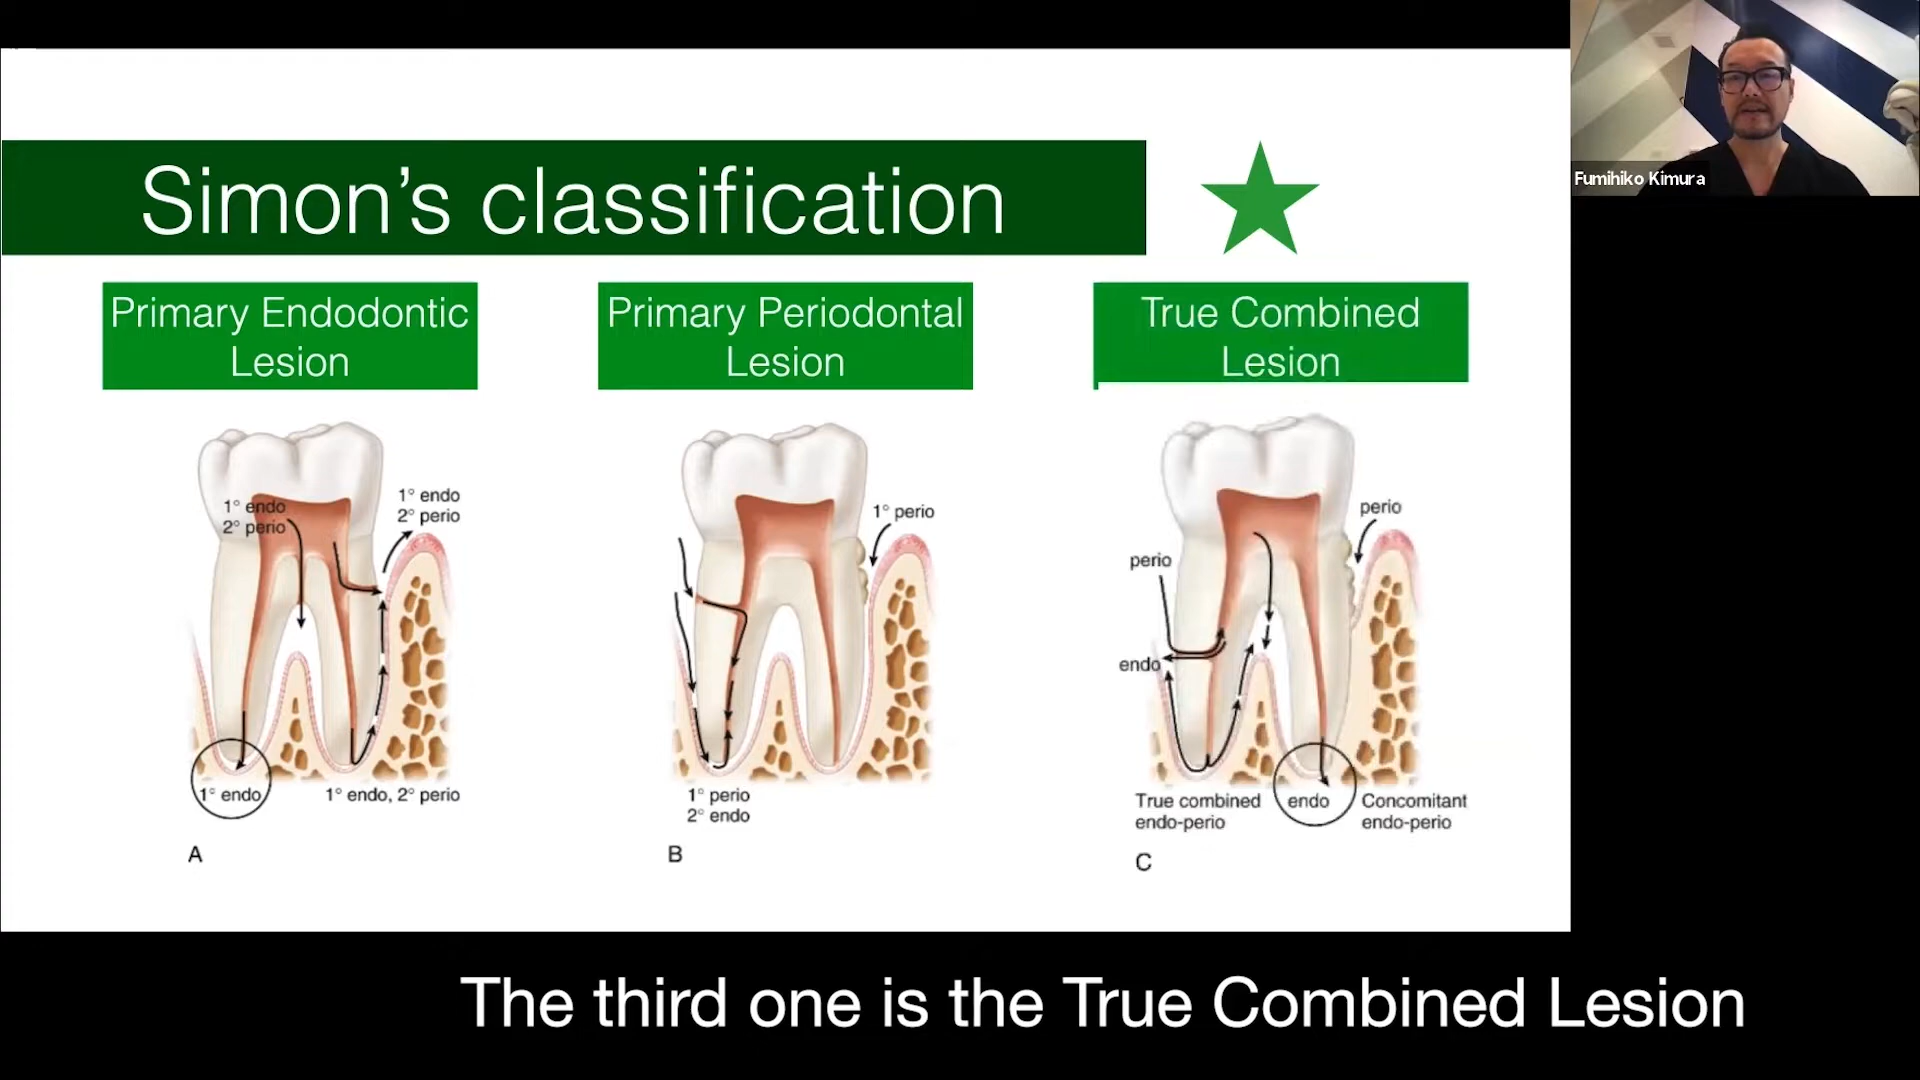 Simon’s classification
Fumihiko Kimura
Primary Endodontic
Lesion
Primary Periodontal
Lesion
True Combined
Lesion
1° endo
2° perio
1° endo
2° perio
1° endo
1° endo, 2° perio
A
1° perio
1° perio
2° endo
B
perio
perio
endo
True combined
endo-perio
endo
Concomitant
endo-perio
C
The third one is the True Combined Lesion